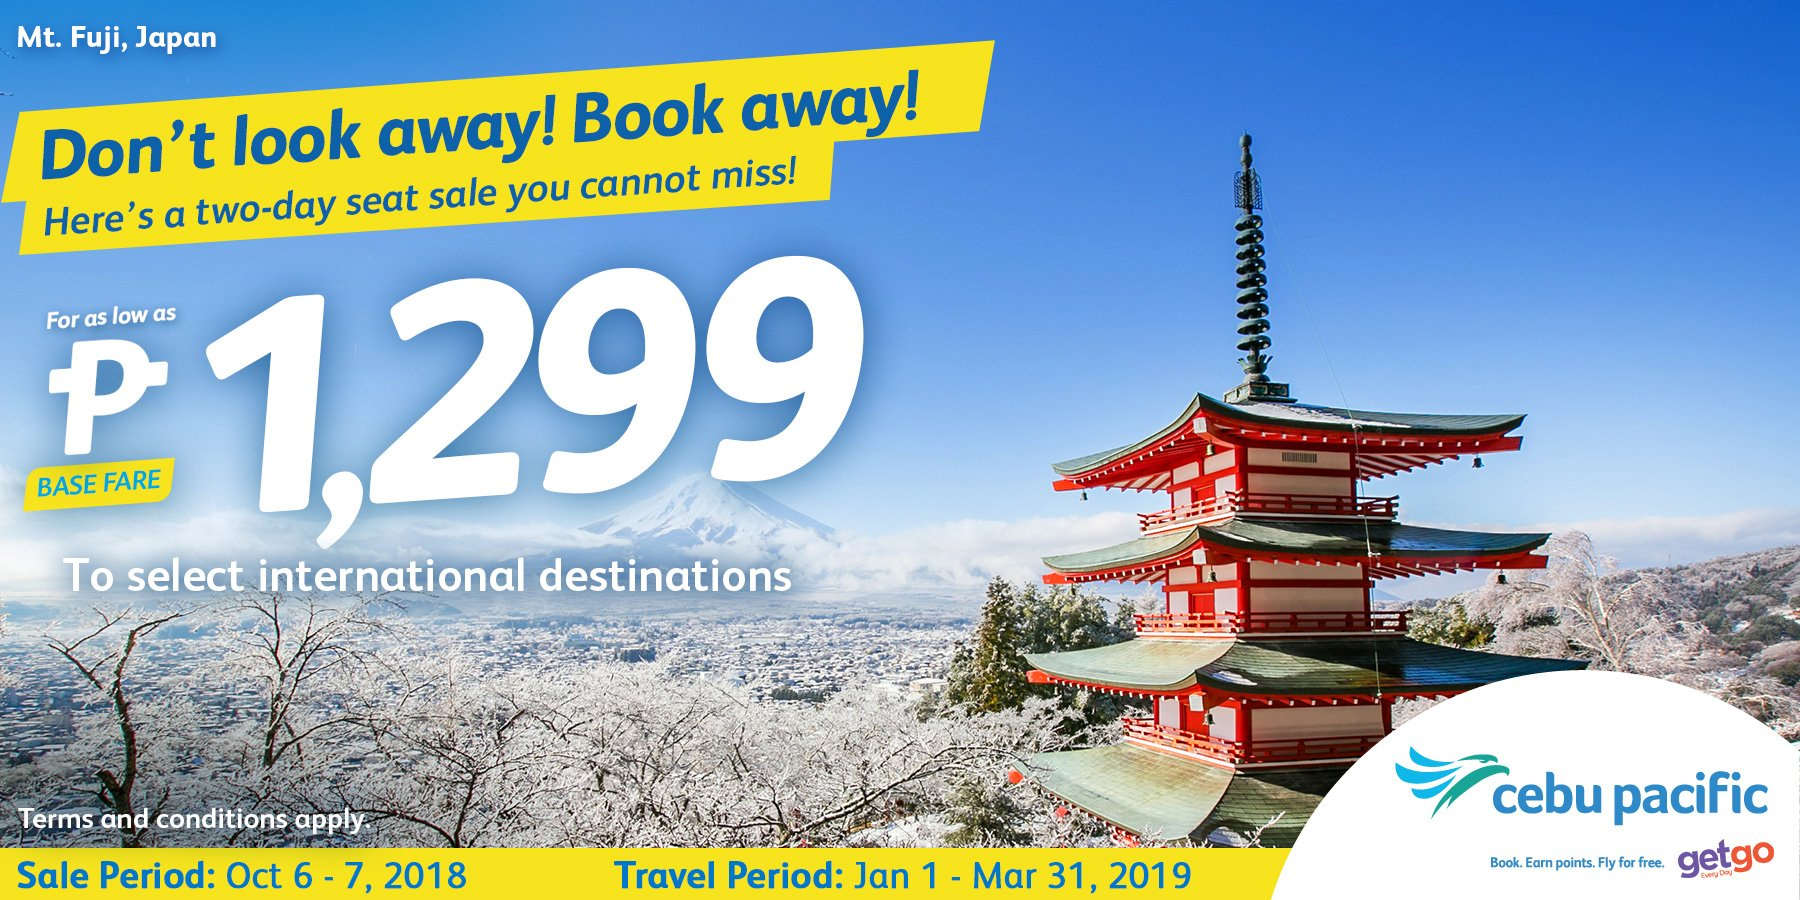 Mt. Fuji, Japan
Don't look away! Book away!
Here's a two-day seat sale you cannot miss!
For as low as
₱1,299
BASE FARE
To select international destinations
Terms and conditions apply.
Sale Period: Oct 6 - 7, 2018
Travel Period: Jan 1 - Mar 31, 2019
cebu pacific
Book. Earn points. Fly for free.
getgo
Every Day